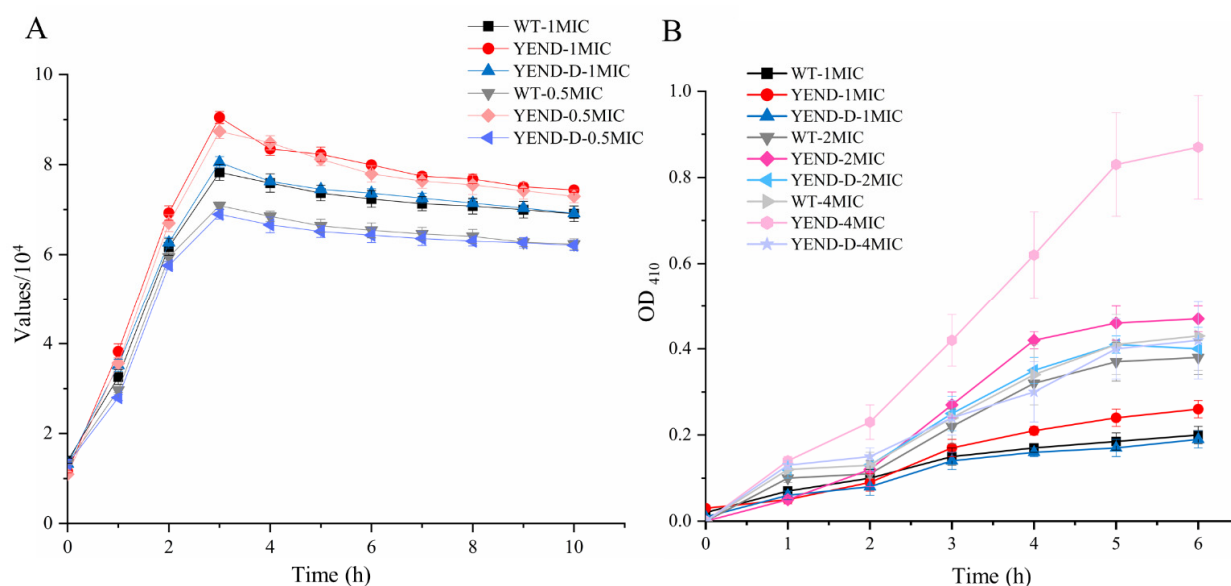 A
WT-1MIC
YEND-1MIC
YEND-D-1MIC
WT-0.5MIC
YEND-0.5MIC
YEND-D-0.5MIC
10
8
6
4
2
0
Values/10⁴
0 2 4 6 8 10
Time (h)
B
WT-1MIC
YEND-1MIC
YEND-D-1MIC
WT-2MIC
YEND-2MIC
YEND-D-2MIC
WT-4MIC
YEND-4MIC
YEND-D-4MIC
1.0
0.8
0.6
0.4
0.2
0.0
OD₄₁₀
0 1 2 3 4 5 6
Time (h)